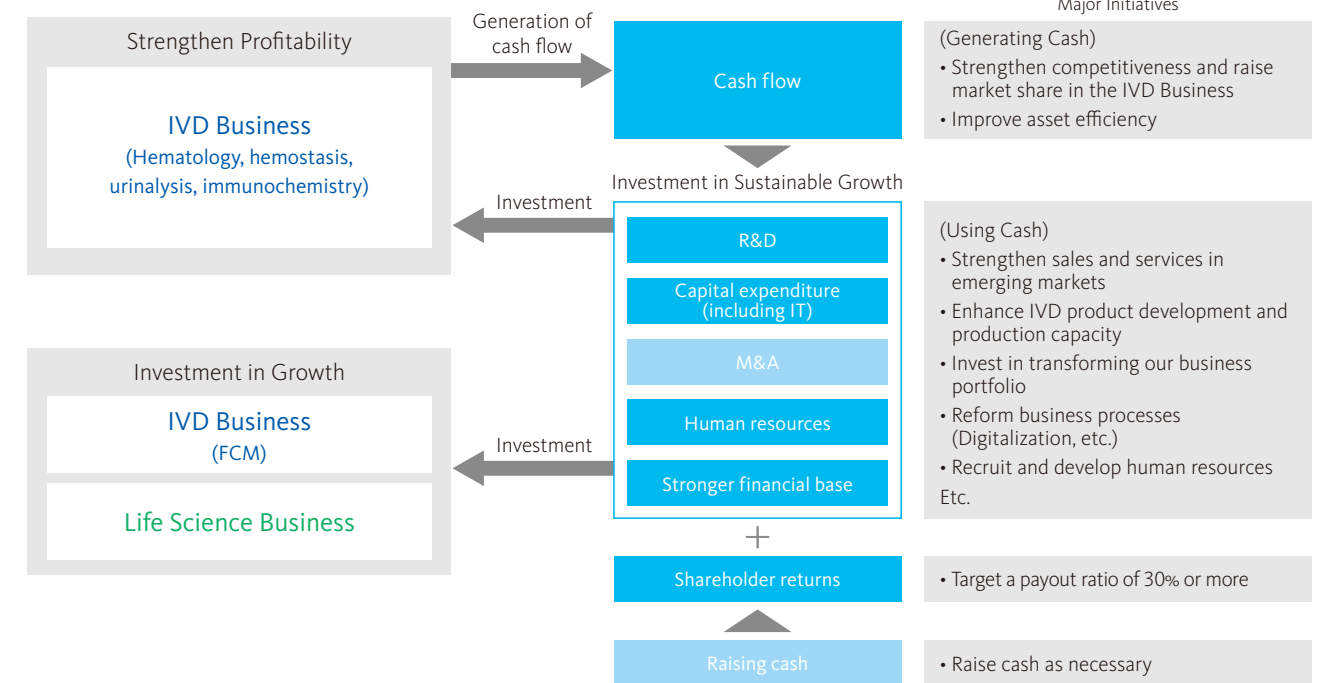 Major Initiatives
Strengthen Profitability
IVD Business
(Hematology, hemostasis,
urinalysis, immunochemistry)
Generation of
cash flow
Cash flow
(Generating Cash)
• Strengthen competitiveness and raise
market share in the IVD Business
• Improve asset efficiency
Investment
Investment in Sustainable Growth
R&D
Capital expenditure
(including IT)
M&A
Human resources
Stronger financial base
(Using Cash)
• Strengthen sales and services in
emerging markets
• Enhance IVD product development and
production capacity
• Invest in transforming our business
portfolio
• Reform business processes
(Digitalization, etc.)
• Recruit and develop human resources
Etc.
Investment in Growth
IVD Business
(FCM)
Life Science Business
Investment
+
Shareholder returns
• Target a payout ratio of 30% or more
Raising cash
• Raise cash as necessary